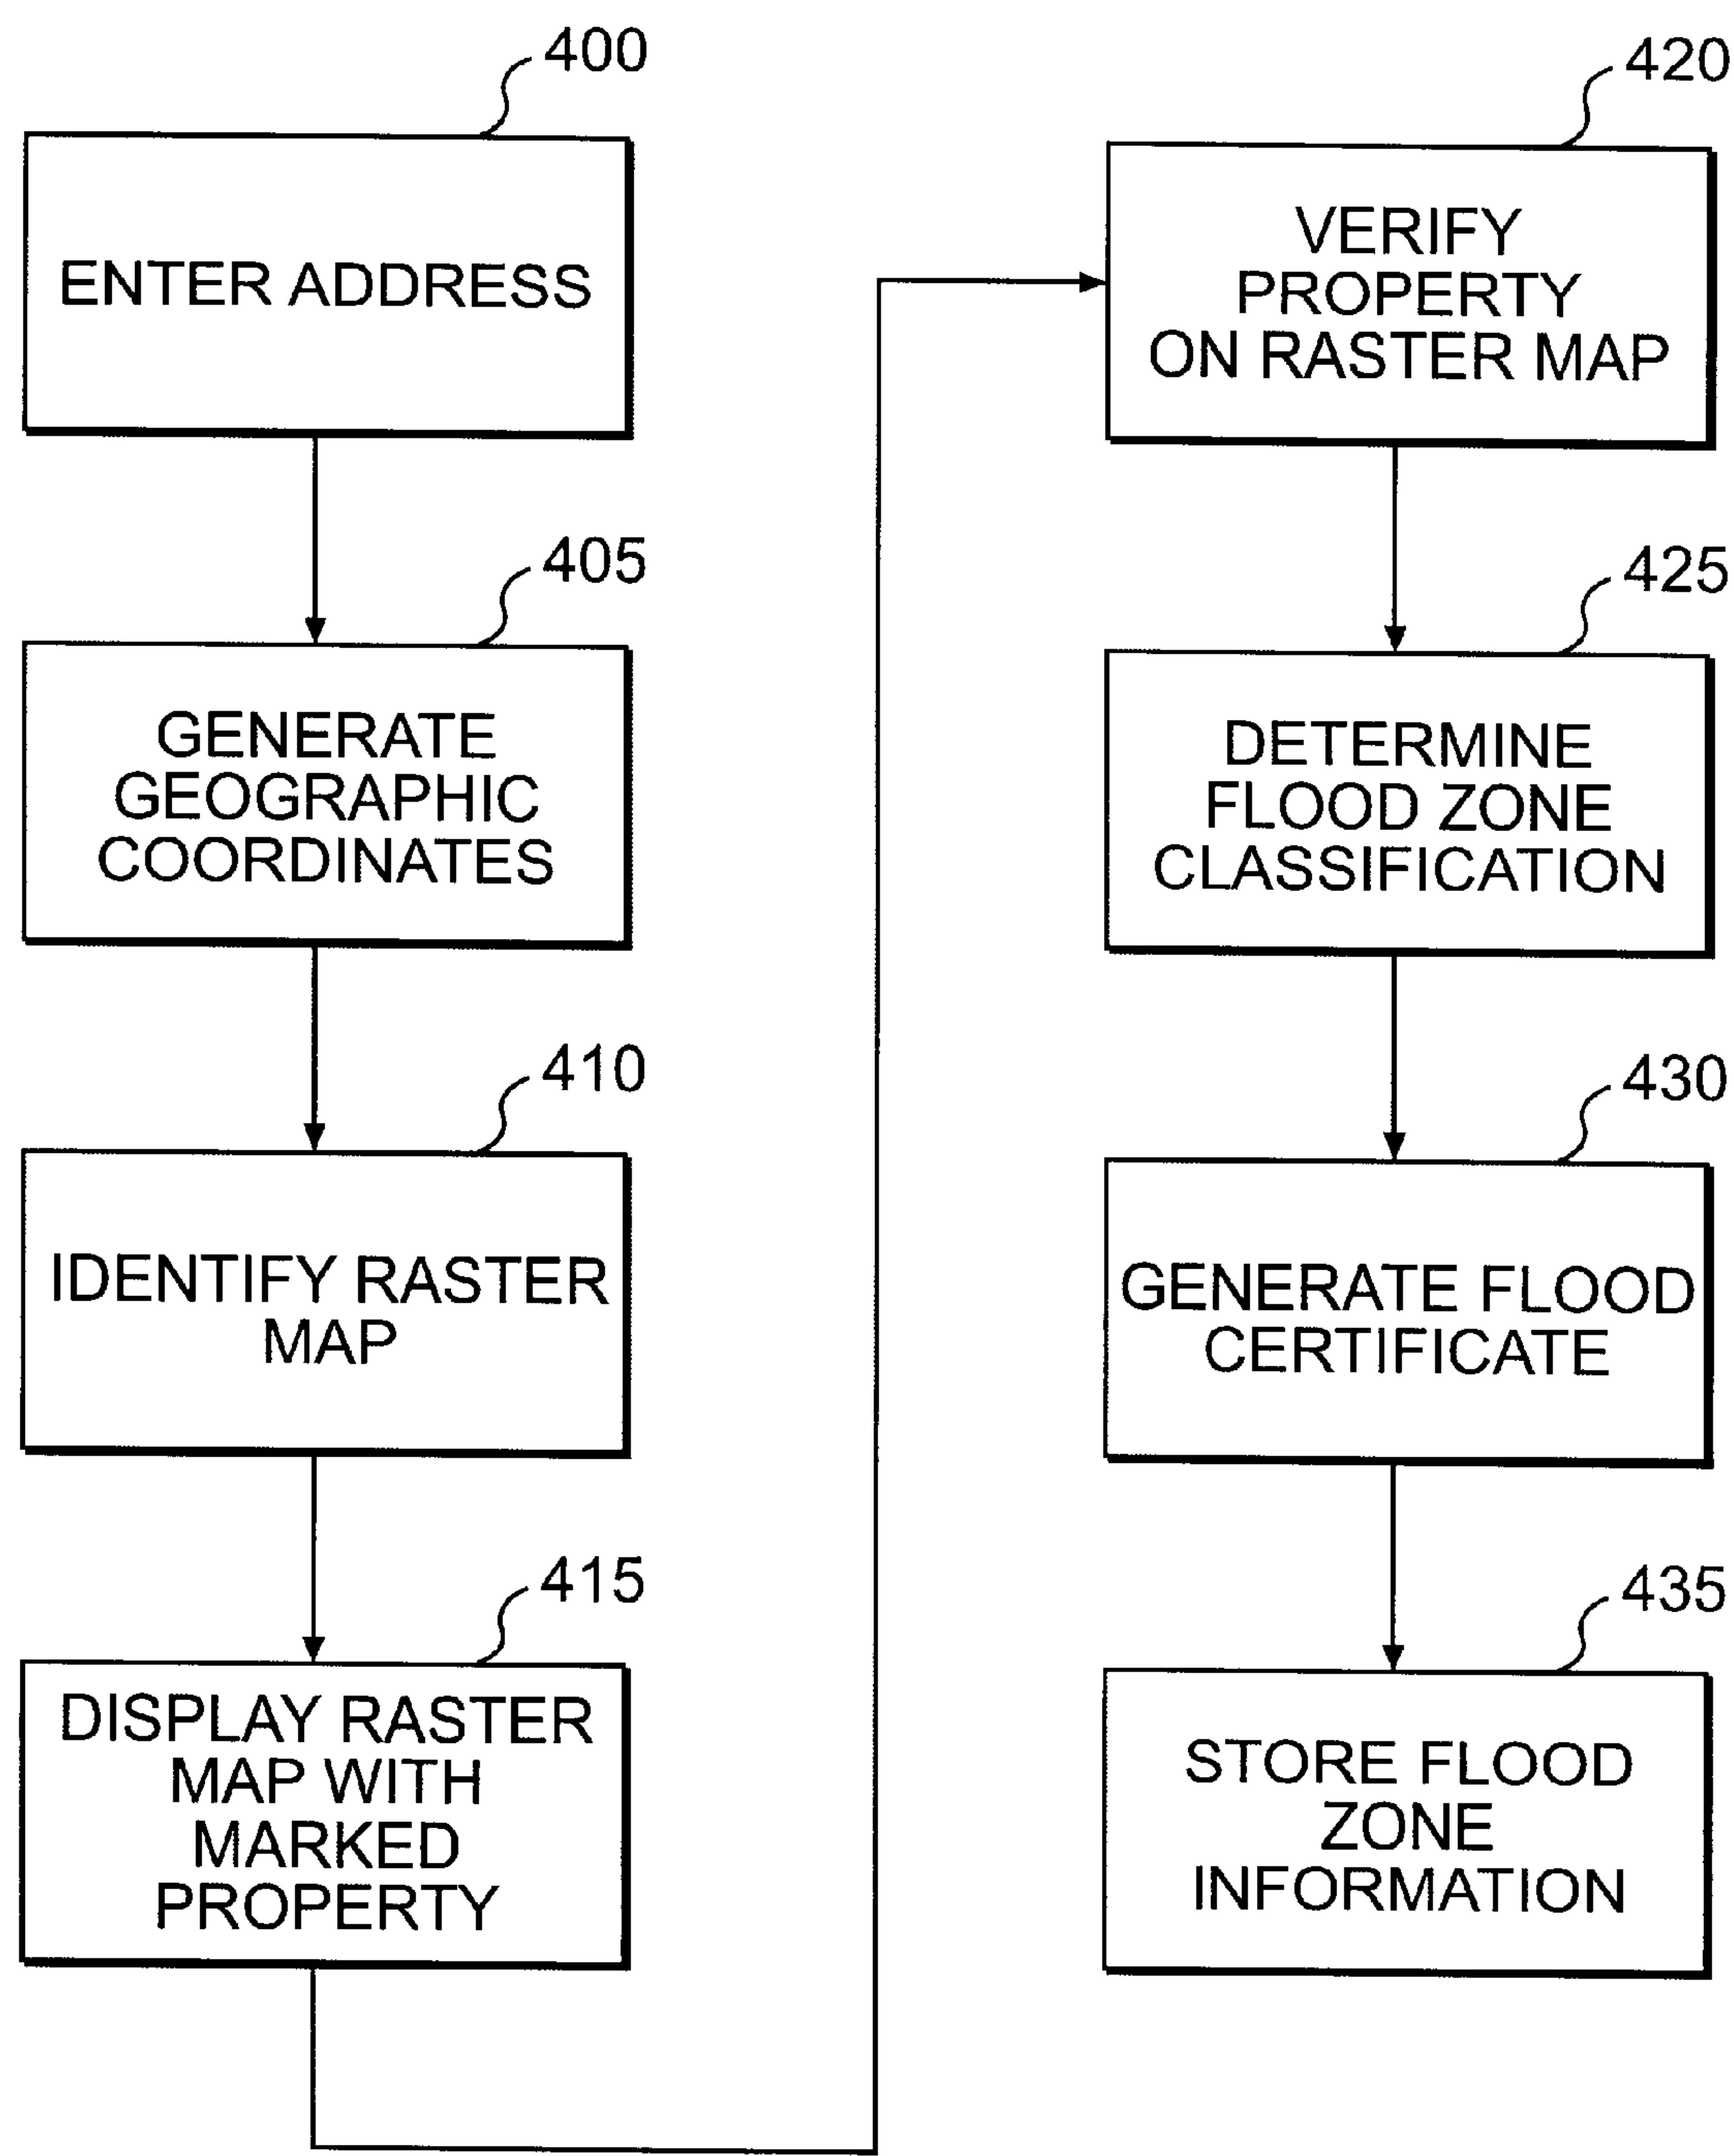 400
ENTER ADDRESS
405
GENERATE
GEOGRAPHIC
COORDINATES
410
IDENTIFY RASTER
MAP
415
DISPLAY RASTER
MAP WITH
MARKED
PROPERTY
420
VERIFY
PROPERTY
ON RASTER MAP
425
DETERMINE
FLOOD ZONE
CLASSIFICATION
430
GENERATE FLOOD
CERTIFICATE
435
STORE FLOOD
ZONE
INFORMATION